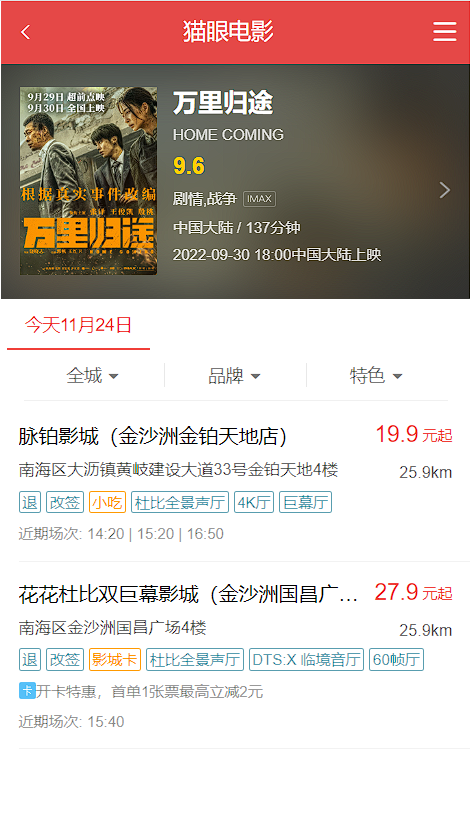 猫眼电影
9月29日 超前点映
9月30日 全国上映
根据真实事件改编
张译 王俊凯 殷桃
万里归途
万里归途
HOME COMING
9.6
剧情,战争 IMAX
中国大陆 / 137分钟
2022-09-30 18:00中国大陆上映
今天11月24日
全城 品牌 特色
脉铂影城（金沙洲金铂天地店） 19.9元起
南海区大沥镇黄岐建设大道33号金铂天地4楼 25.9km
退 改签 小吃 杜比全景声厅 4K厅 巨幕厅
近期场次: 14:20 | 15:20 | 16:50
花花杜比双巨幕影城（金沙洲国昌广... 27.9元起
南海区金沙洲国昌广场4楼 25.9km
退 改签 影城卡 杜比全景声厅 DTS:X 临境音厅 60帧厅
卡 开卡特惠，首单1张票最高立减2元
近期场次: 15:40